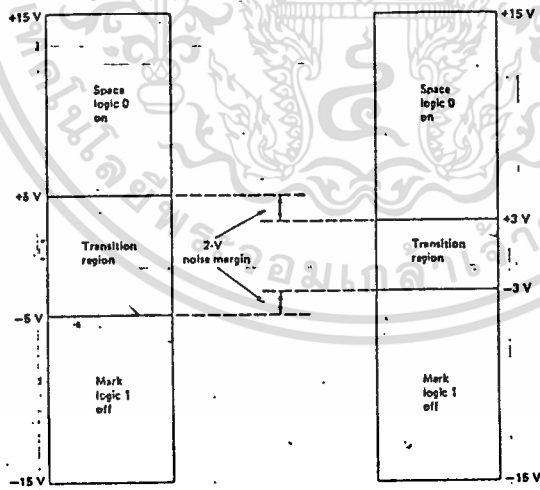 +15 V
+15 V
Space
logic 0
on
Space
logic 0
on
+5 V
+3 V
Transition
region
2-V
noise margin
Transition
region
−3 V
−5 V
Mark
logic 1
off
Mark
logic 1
off
−15 V
−15 V